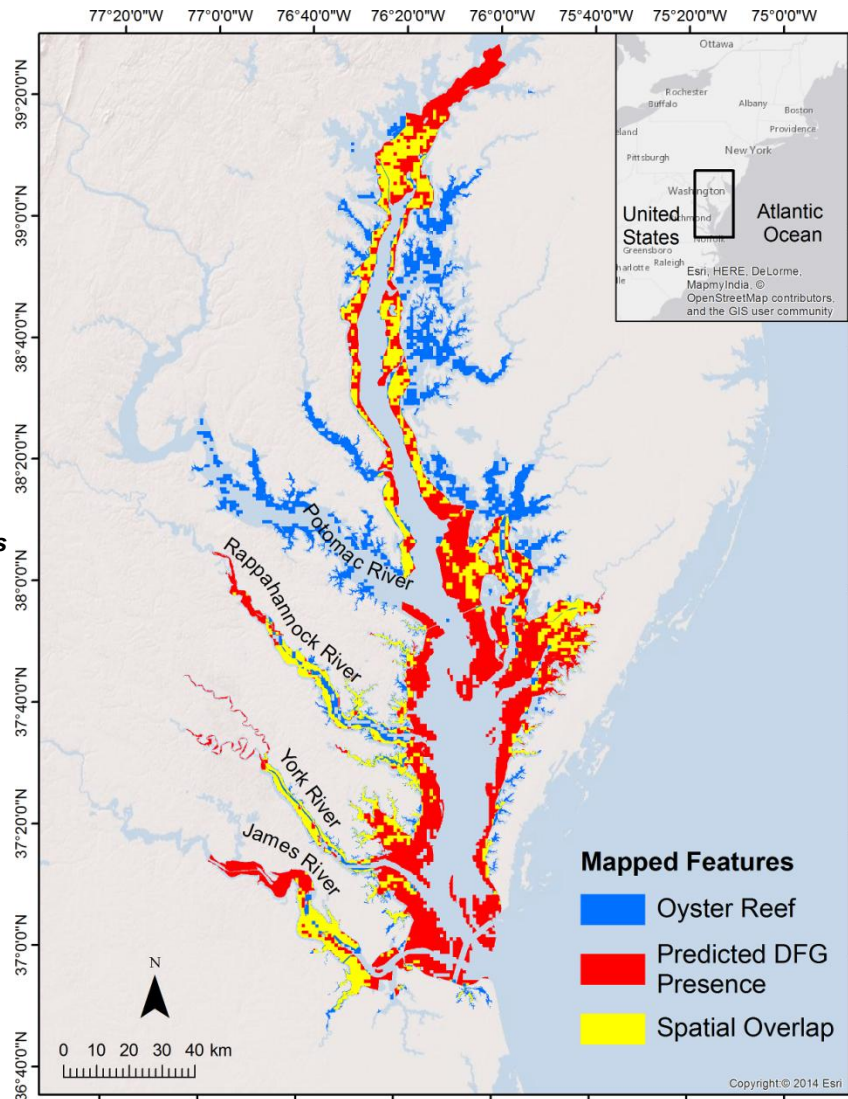 77°20'0"W 77°0'0"W 76°40'0"W 76°20'0"W 76°0'0"W 75°40'0"W 75°20'0"W 75°0'0"W
39°20'0"N
39°0'0"N
38°40'0"N
38°20'0"N
38°0'0"N
37°40'0"N
37°20'0"N
37°0'0"N
36°40'0"N
s
Ottawa
Rochester
Buffalo
Albany
Boston
Providence
eland
New York
Pittsburgh
Washington
United
States
Atlantic
Ocean
Greensboro
Raleigh
harlotte
lle
Esri, HERE, DeLorme,
MapmyIndia, ©
OpenStreetMap contributors,
and the GIS user community
Potomac River
Rappahannock River
York River
James River
Mapped Features
Oyster Reef
Predicted DFG
Presence
Spatial Overlap
N
0 10 20 30 40 km
Copyright:© 2014 Esri